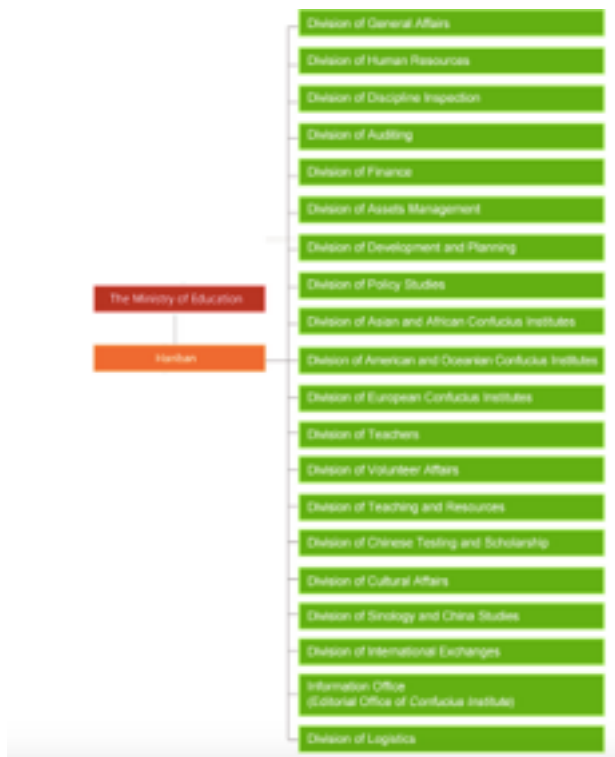 Division of General Affairs
Division of Human Resources
Division of Discipline Inspection
Division of Auditing
Division of Finance
Division of Assets Management
Division of Development and Planning
The Ministry of Education
Division of Policy Studies
Division of Asian and African Confucius Institutes
Hanban
Division of American and Oceanian Confucius Institutes
Division of European Confucius Institutes
Division of Teachers
Division of Volunteer Affairs
Division of Teaching and Resources
Division of Chinese Testing and Scholarship
Division of Cultural Affairs
Division of Sinology and China Studies
Division of International Exchanges
Information Office
(Editorial Office of Confucius Institute)
Division of Logistics